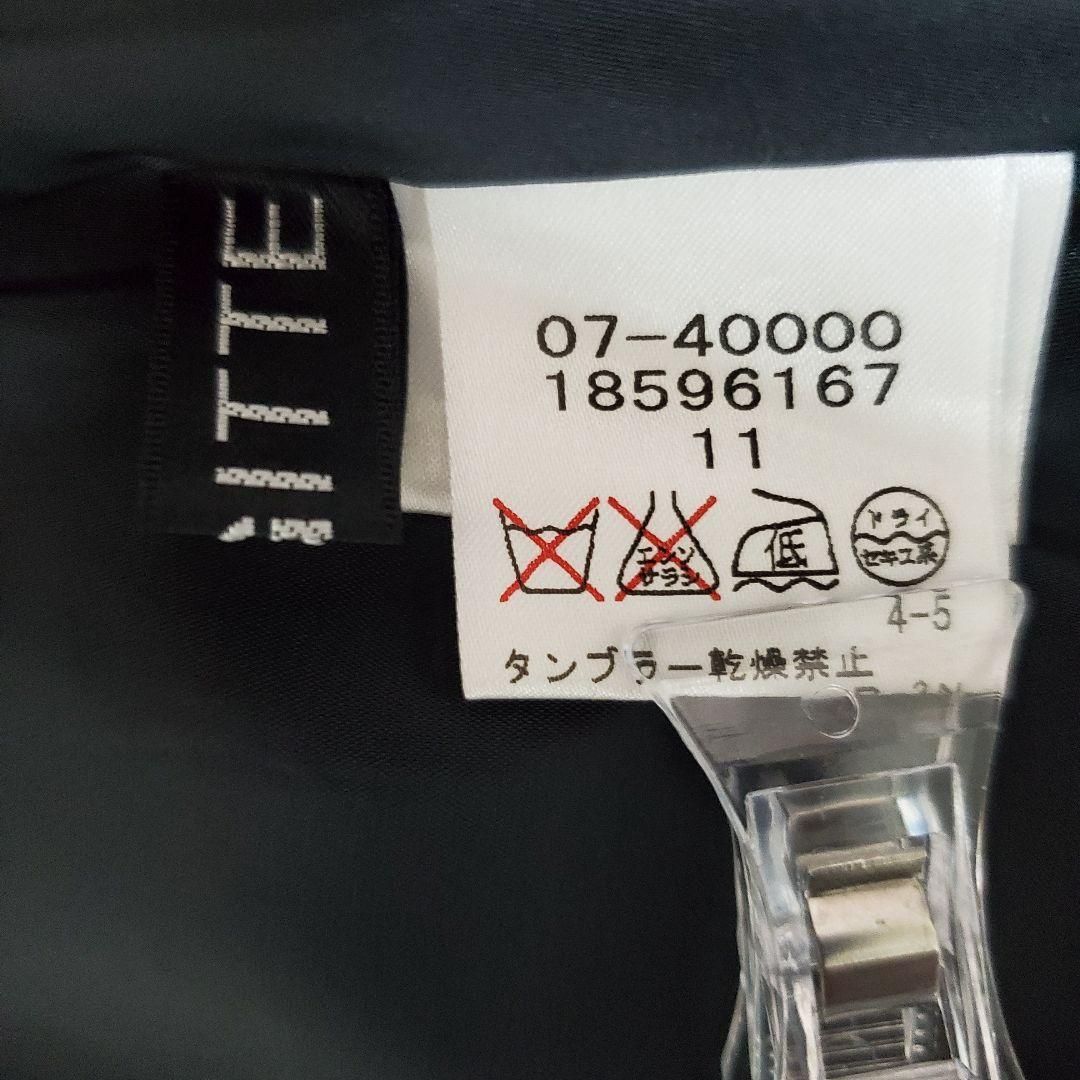 ITTE
07-40000
18596167
11
エンソ
サラシ
低
ドライ
セキユ系
4-5
タンブラー乾燥禁止